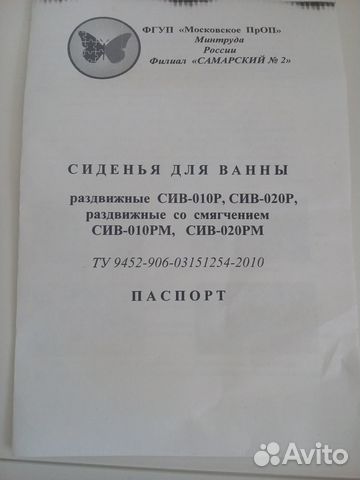 ФГУП «Московское ПрОП»
Минтруда
России
Филиал «САМАРСКИЙ № 2»
СИДЕНЬЯ ДЛЯ ВАННЫ
раздвижные СИВ-010Р, СИВ-020Р,
раздвижные со смягчением
СИВ-010РМ, СИВ-020РМ
ТУ 9452-906-03151254-2010
ПАСПОРТ
Avito